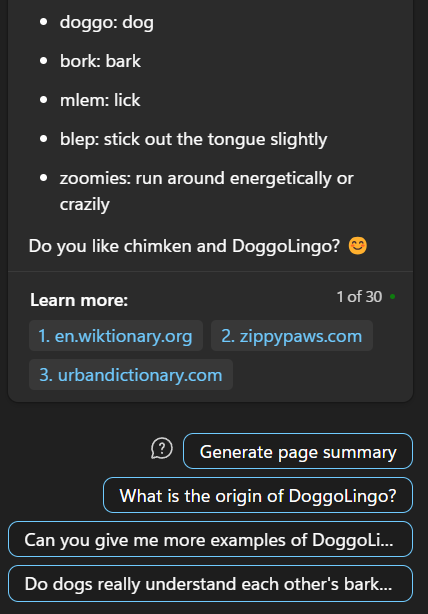 doggo: dog
bork: bark
mlem: lick
blep: stick out the tongue slightly
zoomies: run around energetically or
crazily
Do you like chimken and DoggoLingo? 😊
Learn more:
1 of 30
1. en.wiktionary.org
2. zippypaws.com
3. urbandictionary.com
Generate page summary
What is the origin of DoggoLingo?
Can you give me more examples of DoggoLi...
Do dogs really understand each other's bark...